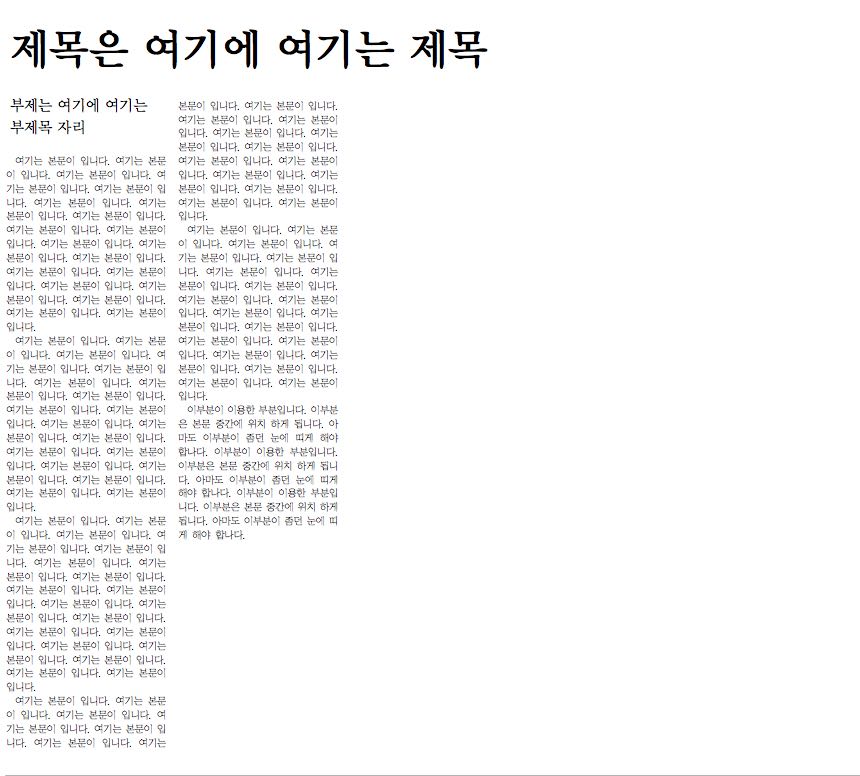 제목은 여기에 여기는 제목
부제는 여기에 여기는
부제목 자리
여기는 본문이 입니다. 여기는 본문
이 입니다. 여기는 본문이 입니다. 여
기는 본문이 입니다. 여기는 본문이 입
니다. 여기는 본문이 입니다. 여기는
본문이 입니다. 여기는 본문이 입니다.
여기는 본문이 입니다. 여기는 본문이
입니다. 여기는 본문이 입니다. 여기는
본문이 입니다. 여기는 본문이 입니다.
여기는 본문이 입니다. 여기는 본문이
입니다. 여기는 본문이 입니다. 여기는
본문이 입니다. 여기는 본문이 입니다.
여기는 본문이 입니다. 여기는 본문이
입니다.
여기는 본문이 입니다. 여기는 본문
이 입니다. 여기는 본문이 입니다. 여
기는 본문이 입니다. 여기는 본문이 입
니다. 여기는 본문이 입니다. 여기는
본문이 입니다. 여기는 본문이 입니다.
여기는 본문이 입니다. 여기는 본문이
입니다. 여기는 본문이 입니다. 여기는
본문이 입니다. 여기는 본문이 입니다.
여기는 본문이 입니다. 여기는 본문이
입니다. 여기는 본문이 입니다. 여기는
본문이 입니다. 여기는 본문이 입니다.
여기는 본문이 입니다. 여기는 본문이
입니다.
여기는 본문이 입니다. 여기는 본문
이 입니다. 여기는 본문이 입니다. 여
기는 본문이 입니다. 여기는 본문이 입
니다. 여기는 본문이 입니다. 여기는
본문이 입니다. 여기는 본문이 입니다.
여기는 본문이 입니다. 여기는 본문이
입니다. 여기는 본문이 입니다. 여기는
본문이 입니다. 여기는 본문이 입니다.
여기는 본문이 입니다. 여기는 본문이
입니다. 여기는 본문이 입니다. 여기는
본문이 입니다. 여기는 본문이 입니다.
여기는 본문이 입니다. 여기는 본문이
입니다.
여기는 본문이 입니다. 여기는 본문
이 입니다. 여기는 본문이 입니다. 여
기는 본문이 입니다. 여기는 본문이 입
니다. 여기는 본문이 입니다. 여기는
본문이 입니다. 여기는 본문이 입니다.
여기는 본문이 입니다. 여기는 본문이
입니다. 여기는 본문이 입니다. 여기는
본문이 입니다. 여기는 본문이 입니다.
여기는 본문이 입니다. 여기는 본문이
입니다. 여기는 본문이 입니다. 여기는
본문이 입니다. 여기는 본문이 입니다.
여기는 본문이 입니다. 여기는 본문이
입니다.
여기는 본문이 입니다. 여기는 본문
이 입니다. 여기는 본문이 입니다. 여
기는 본문이 입니다. 여기는 본문이 입
니다. 여기는 본문이 입니다. 여기는
본문이 입니다. 여기는 본문이 입니다.
여기는 본문이 입니다. 여기는 본문이
입니다. 여기는 본문이 입니다. 여기는
본문이 입니다. 여기는 본문이 입니다.
여기는 본문이 입니다. 여기는 본문이
입니다. 여기는 본문이 입니다. 여기는
본문이 입니다. 여기는 본문이 입니다.
여기는 본문이 입니다. 여기는 본문이
입니다.
이부분이 이용한 부분입니다. 이부분
은 본문 중간에 위치 하게 됩니다. 아
마도 이부분이 좀던 눈에 띠게 해야
합나다. 이부분이 이용한 부분입니다.
이부분은 본문 중간에 위치 하게 됩니
다. 아마도 이부분이 좀던 눈에 띠게
해야 합나다. 이부분이 이용한 부분입
니다. 이부분은 본문 중간에 위치 하게
됩니다. 아마도 이부분이 좀던 눈에 띠
게 해야 합나다.